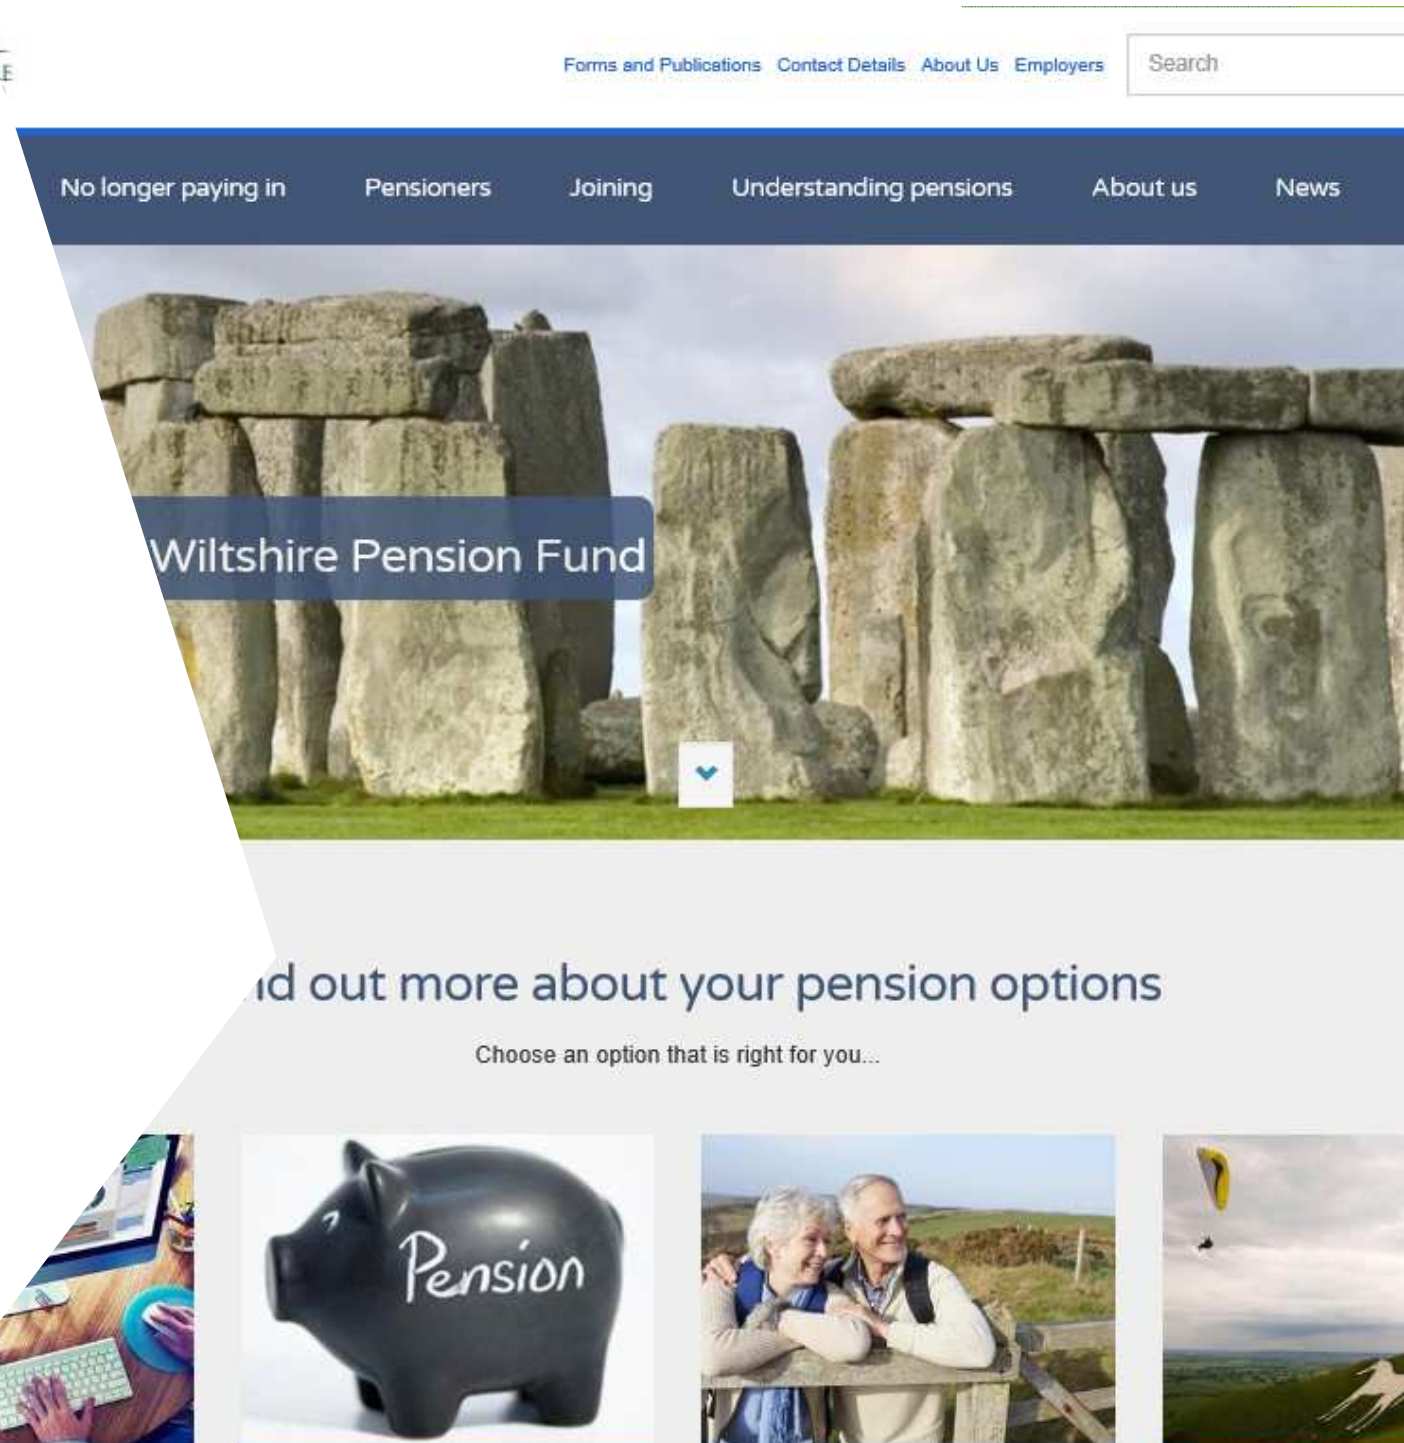 Forms and Publications Contact Details About Us Employers Search
No longer paying in Pensioners Joining Understanding pensions About us News
Wiltshire Pension Fund
out more about your pension options
Choose an option that is right for you...
Pension